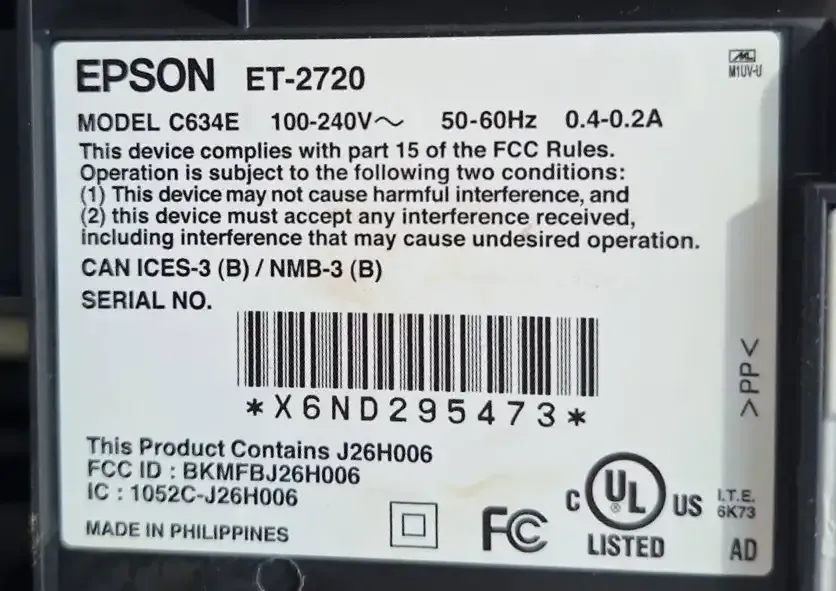 EPSON ET-2720
M1UV-U
MODEL C634E 100-240V～ 50-60Hz 0.4-0.2A
This device complies with part 15 of the FCC Rules.
Operation is subject to the following two conditions:
(1) This device may not cause harmful interference, and
(2) this device must accept any interference received,
including interference that may cause undesired operation.
CAN ICES-3 (B) / NMB-3 (B)
SERIAL NO.
*X6ND295473*
>PP<
This Product Contains J26H006
FCC ID : BKMFBJ26H006
IC : 1052C-J26H006
MADE IN PHILIPPINES
FC
C UL® US
LISTED
I.T.E.
6K73
AD